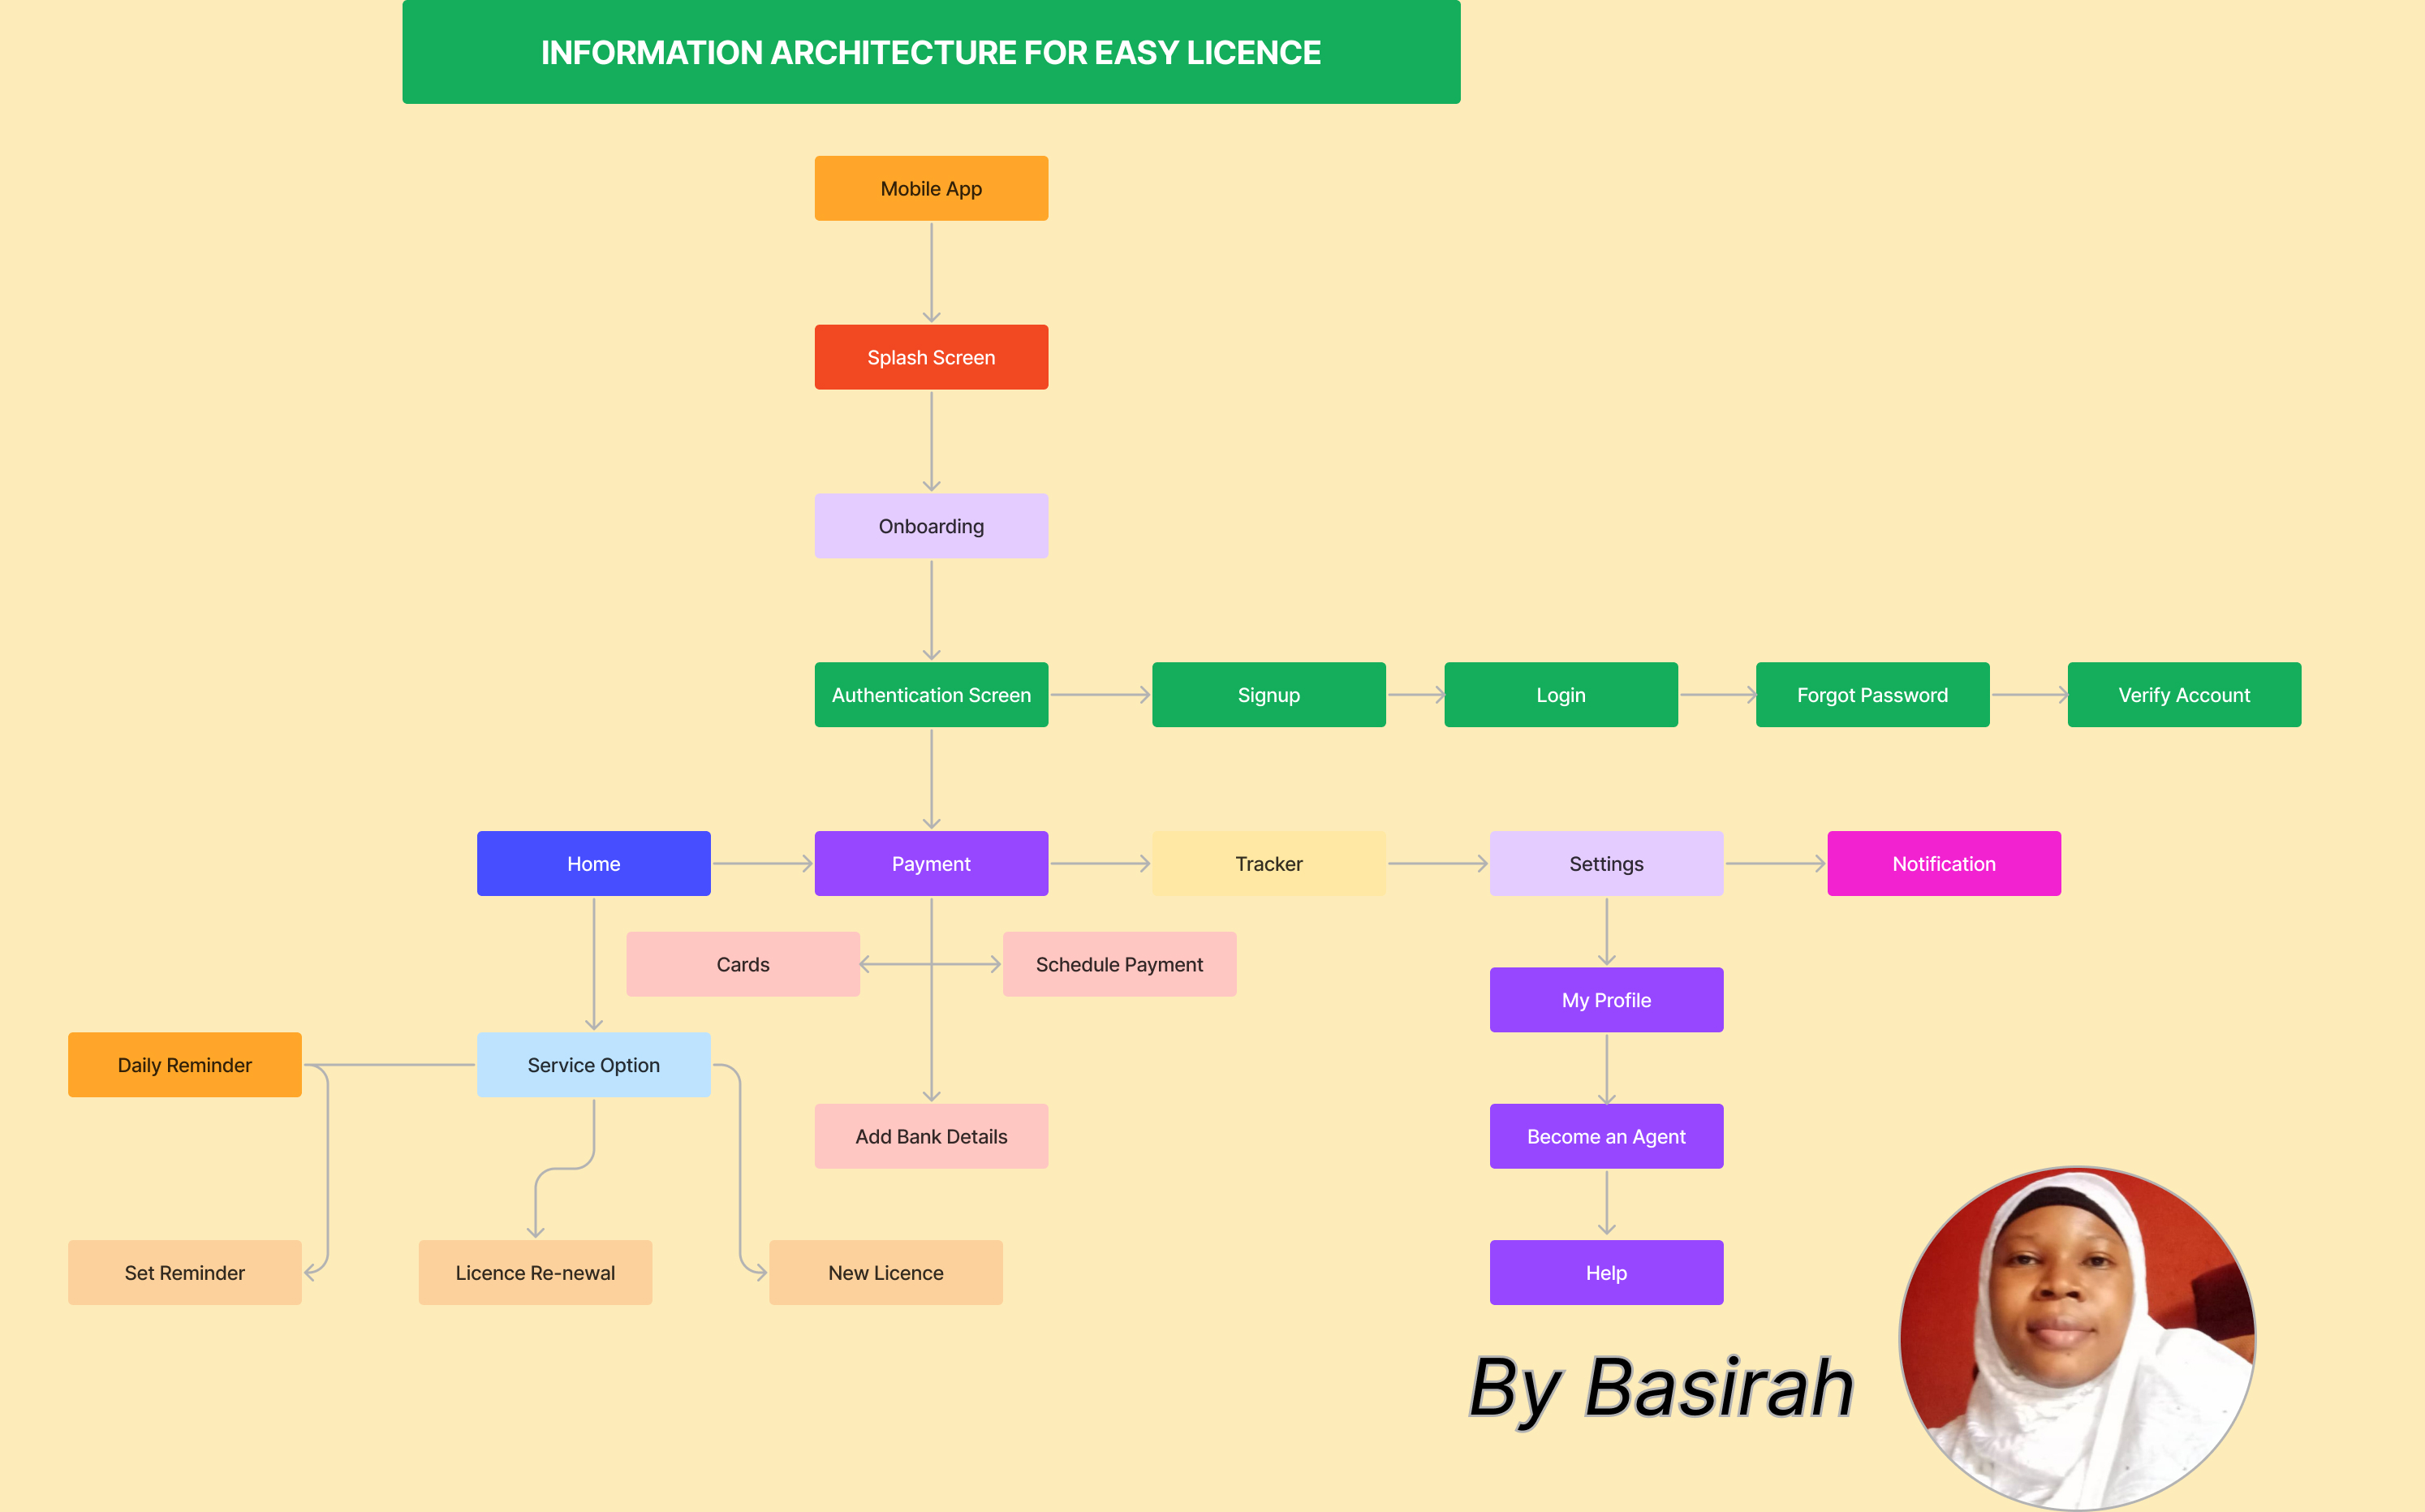 INFORMATION ARCHITECTURE FOR EASY LICENCE
Mobile App
Splash Screen
Onboarding
Authentication Screen
Signup
Login
Forgot Password
Verify Account
Home
Payment
Tracker
Settings
Notification
Cards
Schedule Payment
My Profile
Daily Reminder
Service Option
Add Bank Details
Become an Agent
Set Reminder
Licence Re-newal
New Licence
Help
By Basirah